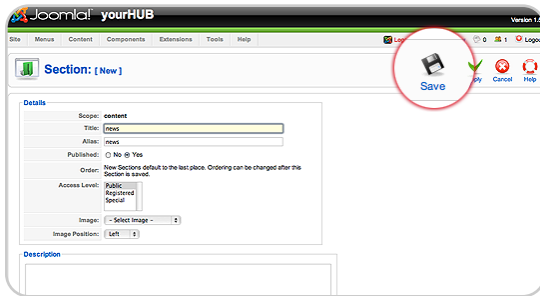 Joomla! yourHUB
Version 1.5
Site Menus Content Components Extensions Tools Help 0 1 Logou
Section: [ New ]
Save
Cancel Help
Details
Scope: content
Title: news
Alias: news
Published: No Yes
Order: New Sections default to the last place. Ordering can be changed after this
Section is saved.
Access Level: Public
Registered
Special
Image: - Select Image -
Image Position: Left
Description